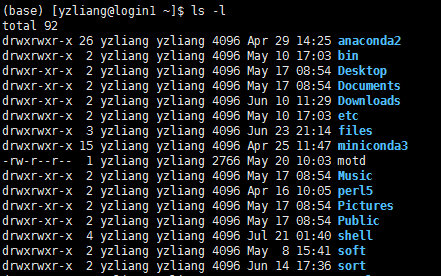 (base) [yzliang@login1 ~]$ ls -l
total 92
drwxrwxr-x 26 yzliang yzliang 4096 Apr 29 14:25 anaconda2
drwxrwxr-x  2 yzliang yzliang 4096 May 10 17:03 bin
drwxr-xr-x  2 yzliang yzliang 4096 May 17 08:54 Desktop
drwxr-xr-x  2 yzliang yzliang 4096 May 17 08:54 Documents
drwxr-xr-x  2 yzliang yzliang 4096 Jun 10 11:29 Downloads
drwxrwxr-x  2 yzliang yzliang 4096 May 10 17:03 etc
drwxrwxr-x  3 yzliang yzliang 4096 Jun 23 21:14 files
drwxrwxr-x 15 yzliang yzliang 4096 Apr 25 11:47 miniconda3
-rw-r--r--  1 yzliang yzliang 2766 May 20 10:03 motd
drwxr-xr-x  2 yzliang yzliang 4096 May 17 08:54 Music
drwxrwxr-x  2 yzliang yzliang 4096 Apr 16 10:05 perl5
drwxr-xr-x  2 yzliang yzliang 4096 May 17 08:54 Pictures
drwxr-xr-x  2 yzliang yzliang 4096 May 17 08:54 Public
drwxrwxr-x  4 yzliang yzliang 4096 Jul 21 01:40 shell
drwxrwxr-x  2 yzliang yzliang 4096 May  8 15:41 soft
drwxrwxr-x  2 yzliang yzliang 4096 Jun 14 17:36 sort